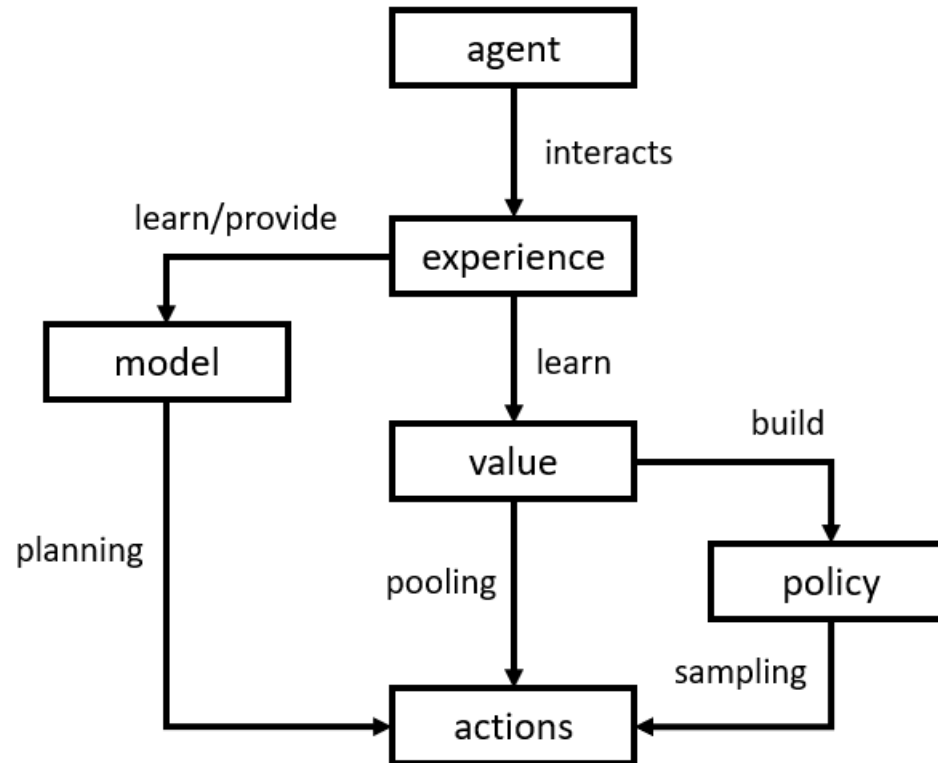 agent
interacts
learn/provide
experience
model
learn
build
value
planning
pooling
policy
sampling
actions